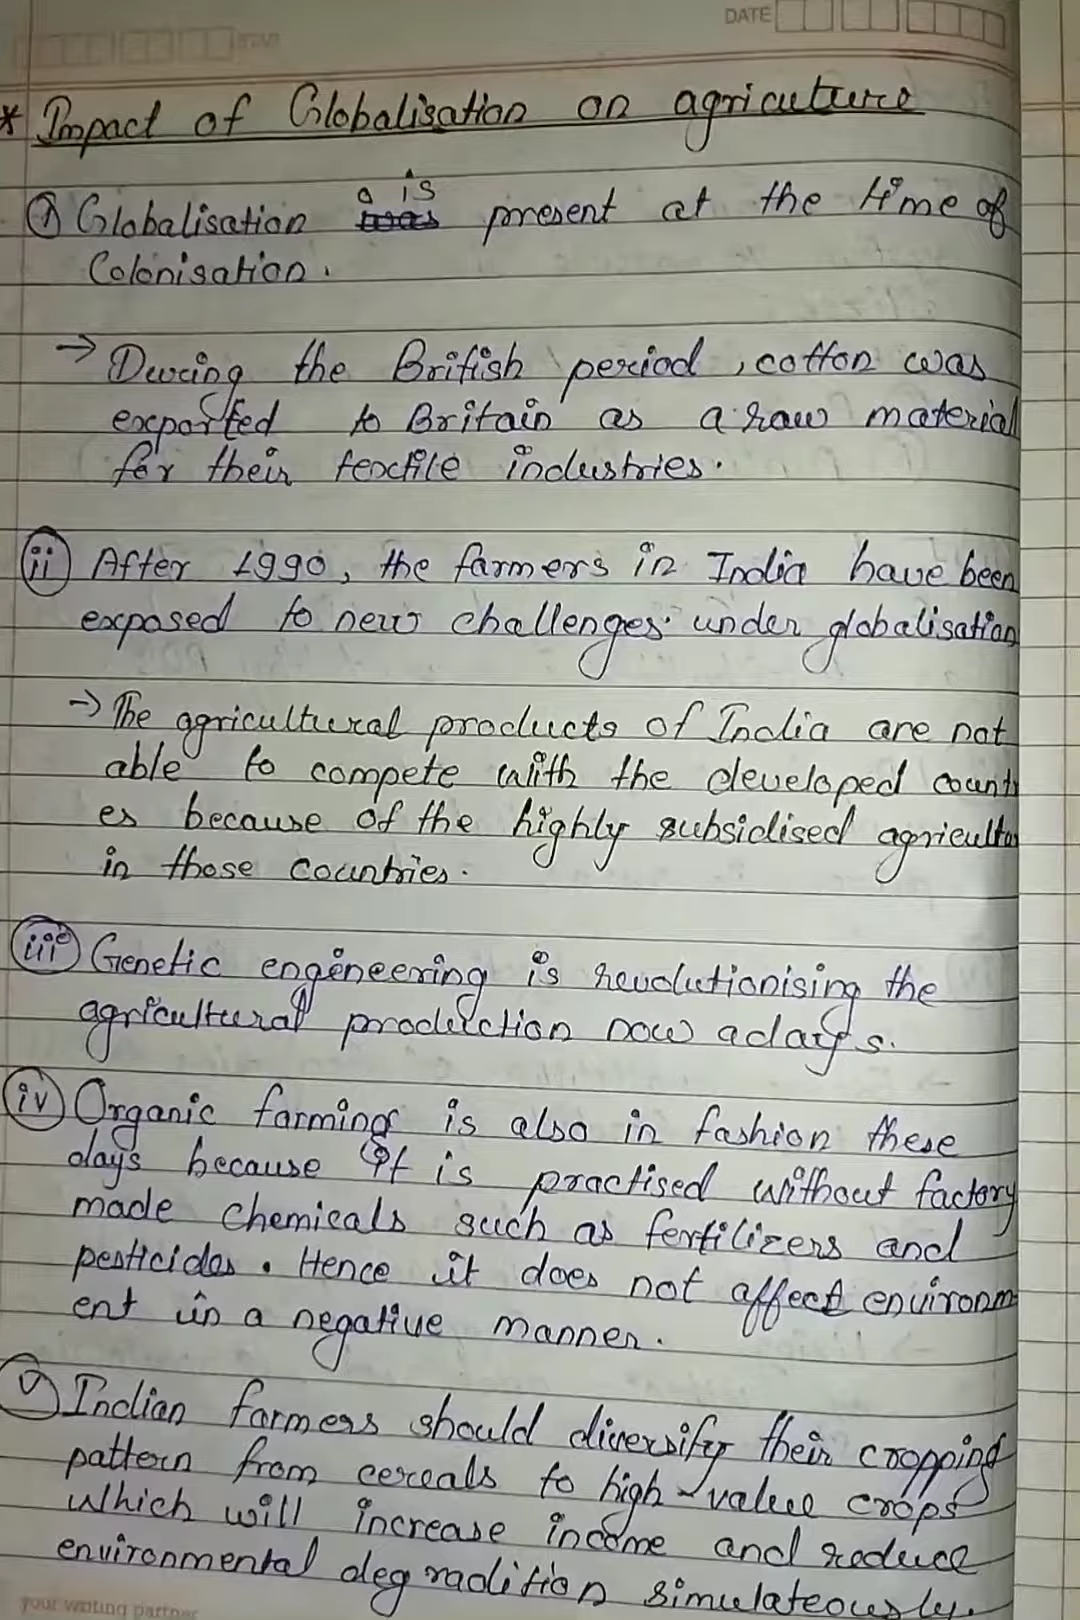 DATE
* Impact of Globalisation on agriculture
i) Globalisation is present at the time of
Colonisation.
→ During the British period, cotton was
exported to Britain as a raw material
for their textile industries.
ii) After 1990, the farmers in India have been
exposed to new challenges under globalisation
→ The agricultural products of India are not
able to compete with the developed countri
es because of the highly subsidised agricultu
in those countries.
iii) Genetic engineering is revolutionising the
agricultural production now adays.
iv) Organic farming is also in fashion these
days because it is practised without factory
made chemicals such as fertilizers and
pesticides. Hence it does not affect environm
ent in a negative manner.
v) Indian farmers should diversify their cropping
pattern from cereals to high-value crops
which will increase income and reduce
environmental degradition simulateously.
your writing partner